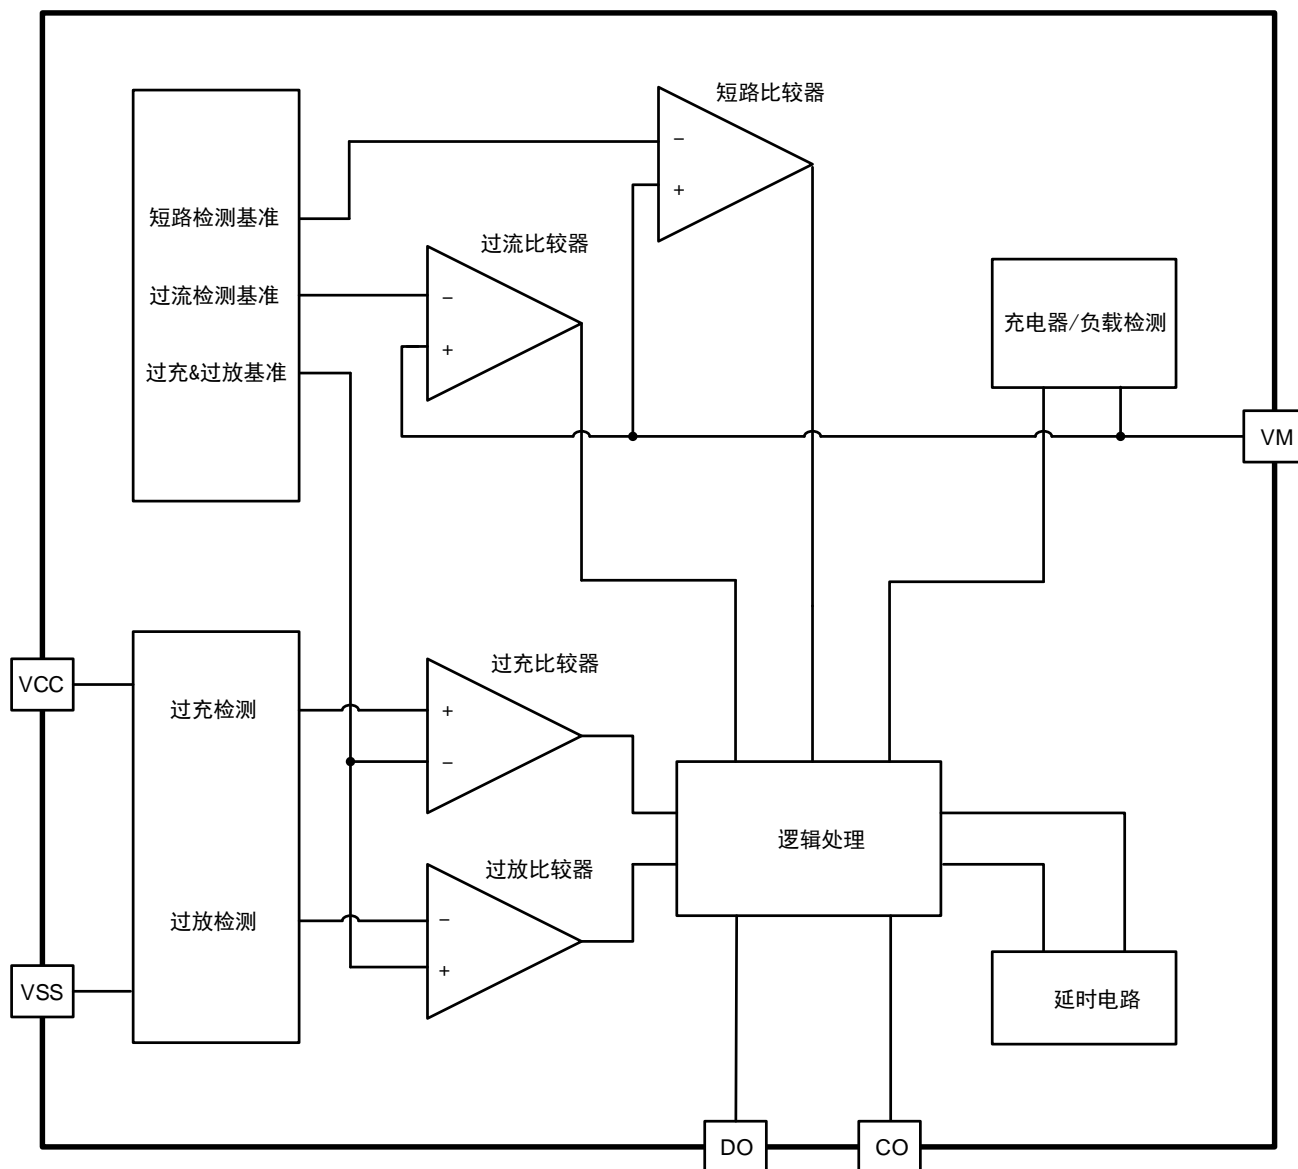 短路比较器
−
+
短路检测基准
过流比较器
过流检测基准
−
+
过充&过放基准
充电器/负载检测
VM
VCC
过充检测
过充比较器
+
−
逻辑处理
过放比较器
过放检测
−
+
VSS
延时电路
DO
CO